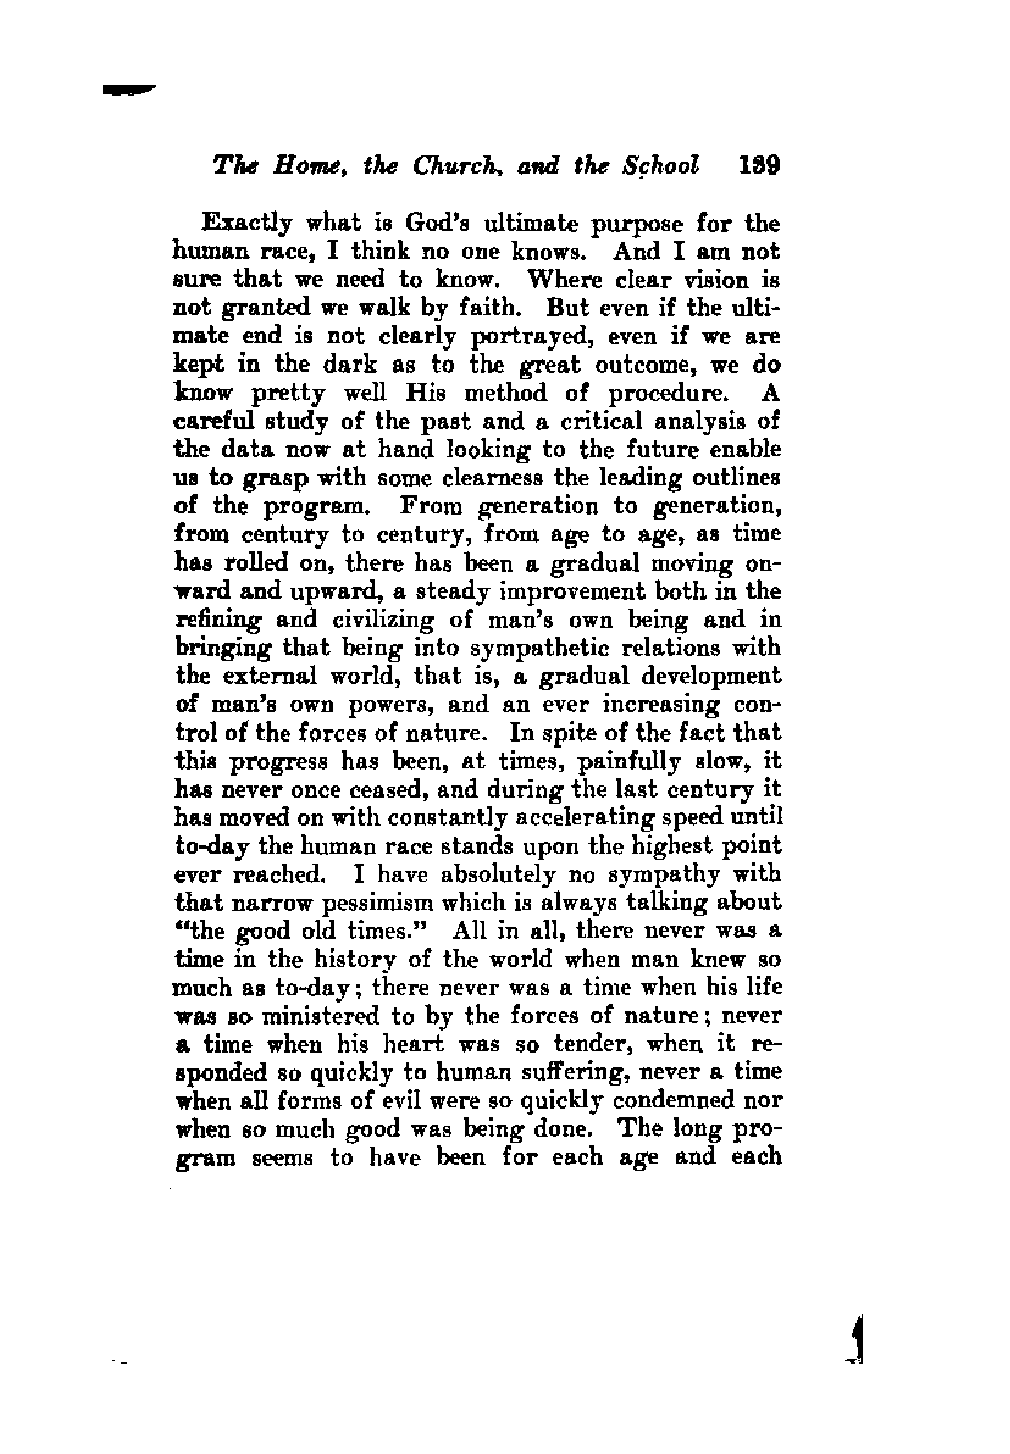 The Home, the Church, and the School 139
Exactly what is God's ultimate purpose for the
human race, I think no one knows. And I am not
sure that we need to know. Where clear vision is
not granted we walk by faith. But even if the ulti-
mate end is not clearly portrayed, even if we are
kept in the dark as to the great outcome, we do
know pretty well His method of procedure. A
careful study of the past and a critical analysis of
the data now at hand looking to the future enable
us to grasp with some clearness the leading outlines
of the program. From generation to generation,
from century to century, from age to age, as time
has rolled on, there has been a gradual moving on-
ward and upward, a steady improvement both in the
refining and civilizing of man's own being and in
bringing that being into sympathetic relations with
the external world, that is, a gradual development
of man's own powers, and an ever increasing con-
trol of the forces of nature. In spite of the fact that
this progress has been, at times, painfully slow, it
has never once ceased, and during the last century it
has moved on with constantly accelerating speed until
to-day the human race stands upon the highest point
ever reached. I have absolutely no sympathy with
that narrow pessimism which is always talking about
"the good old times." All in all, there never was a
time in the history of the world when man knew so
much as to-day; there never was a time when his life
was so ministered to by the forces of nature; never
a time when his heart was so tender, when it re-
sponded so quickly to human suffering, never a time
when all forms of evil were so quickly condemned nor
when so much good was being done. The long pro-
gram seems to have been for each age and each